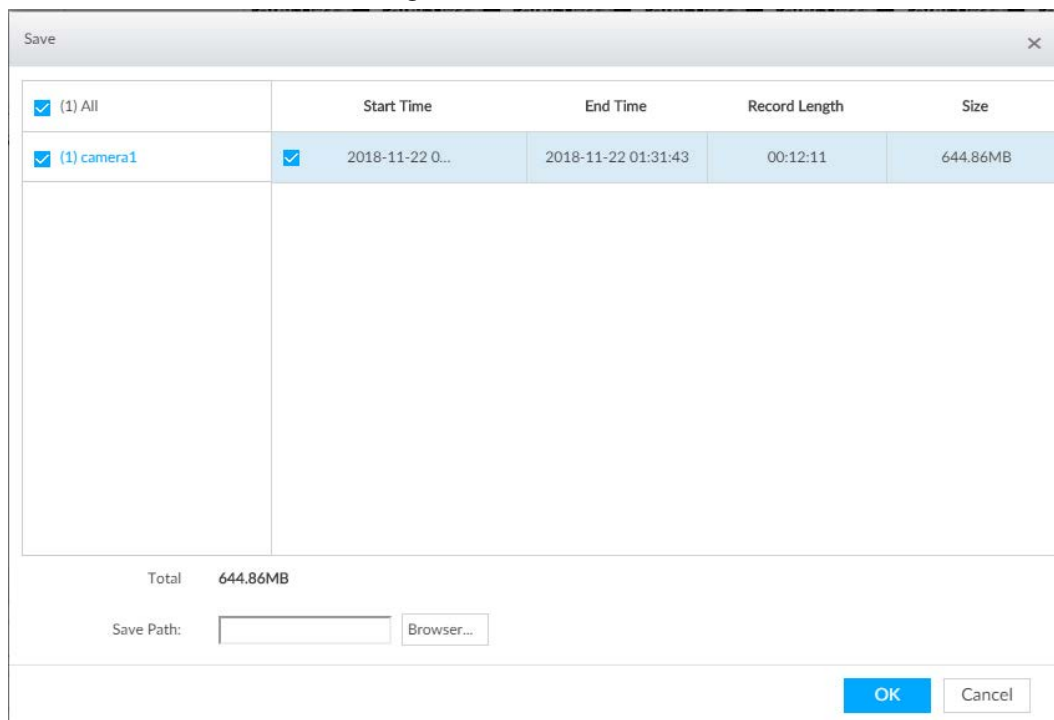 Save
(1) All Start Time End Time Record Length Size
(1) camera1 2018-11-22 0... 2018-11-22 01:31:43 00:12:11 644.86MB
Total 644.86MB
Save Path: Browser...
OK Cancel